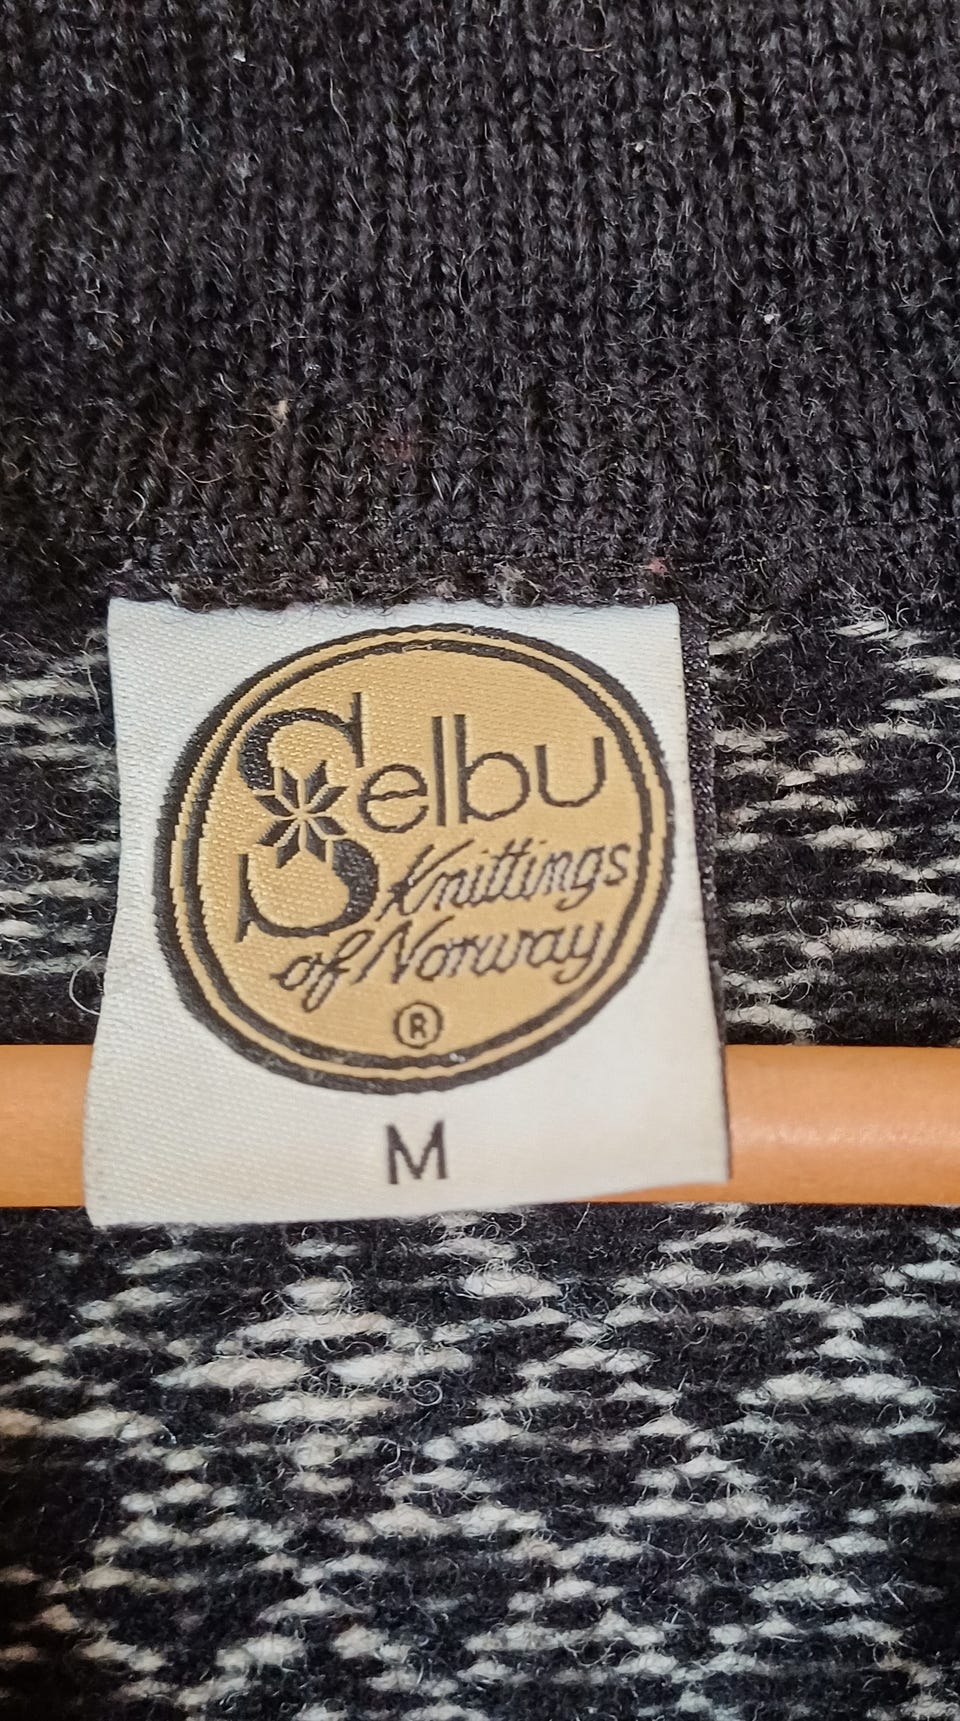 Selbu
Knittings
of Norway
®
M